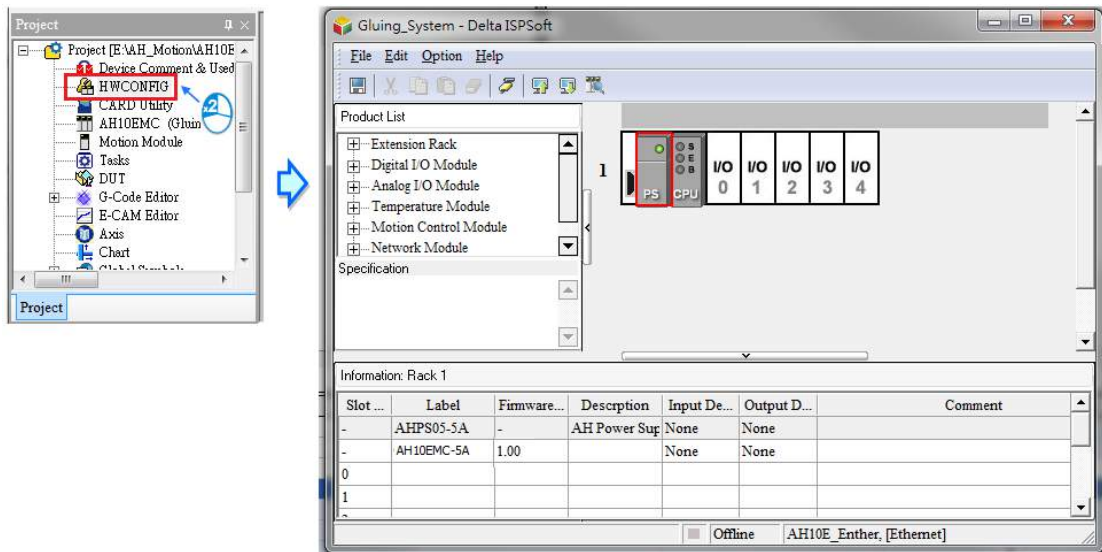 Project
Project [E:\AH_Motion\AH10E
Device Comment & Used
HWCONFIG
CARD Utility
x2
AH10EMC (Gluin
Motion Module
Tasks
DUT
G-Code Editor
E-CAM Editor
Axis
Chart
Project
Gluing_System - Delta ISPSoft
File Edit Option Help
Product List
Extension Rack
Digital I/O Module
Analog I/O Module
Temperature Module
Motion Control Module
Network Module
Specification
1
PS
S
E
B
CPU
I/O 0
I/O 1
I/O 2
I/O 3
I/O 4
Information: Rack 1
Slot ... Label Firmware... Descrption Input De... Output D... Comment
- AHPS05-5A - AH Power Sup None None
- AH10EMC-5A 1.00 None None
0
1
Offline AH10E_Enther, [Ethernet]